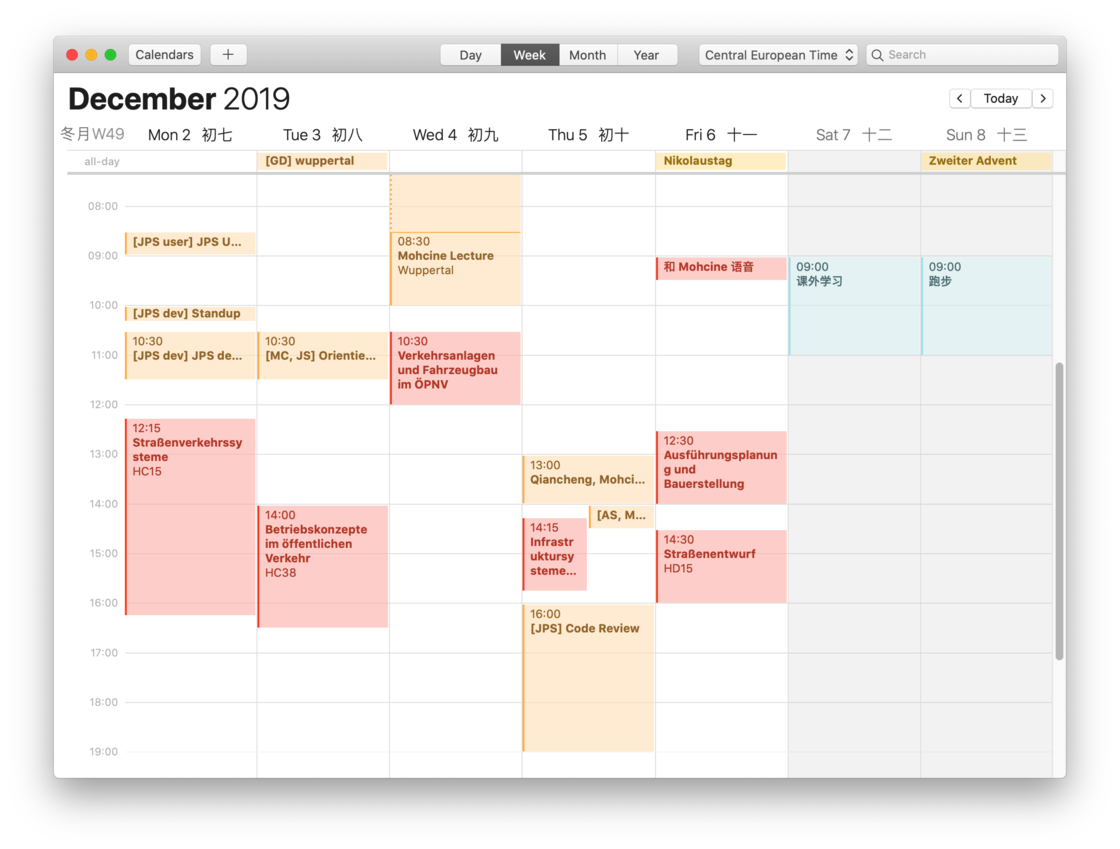 Calendars
+
Day
Week
Month
Year
Central European Time
Search
December 2019
Today
冬月W49
Mon 2 初七
Tue 3 初八
Wed 4 初九
Thu 5 初十
Fri 6 十一
Sat 7 十二
Sun 8 十三
all-day
[GD] wuppertal
Nikolaustag
Zweiter Advent
08:00
09:00
10:00
11:00
12:00
13:00
14:00
15:00
16:00
17:00
18:00
19:00
[JPS user] JPS U...
[JPS dev] Standup
10:30
[JPS dev] JPS de...
12:15
Straßenverkehrssy
steme
HC15
10:30
[MC, JS] Orientie...
14:00
Betriebskonzepte
im öffentlichen
Verkehr
HC38
08:30
Mohcine Lecture
Wuppertal
10:30
Verkehrsanlagen
und Fahrzeugbau
im ÖPNV
13:00
Qiancheng, Mohci...
[AS, M...
14:15
Infrastr
uktursy
steme...
16:00
[JPS] Code Review
和 Mohcine 语音
12:30
Ausführungsplanun
g und
Bauerstellung
14:30
Straßenentwurf
HD15
09:00
课外学习
09:00
跑步